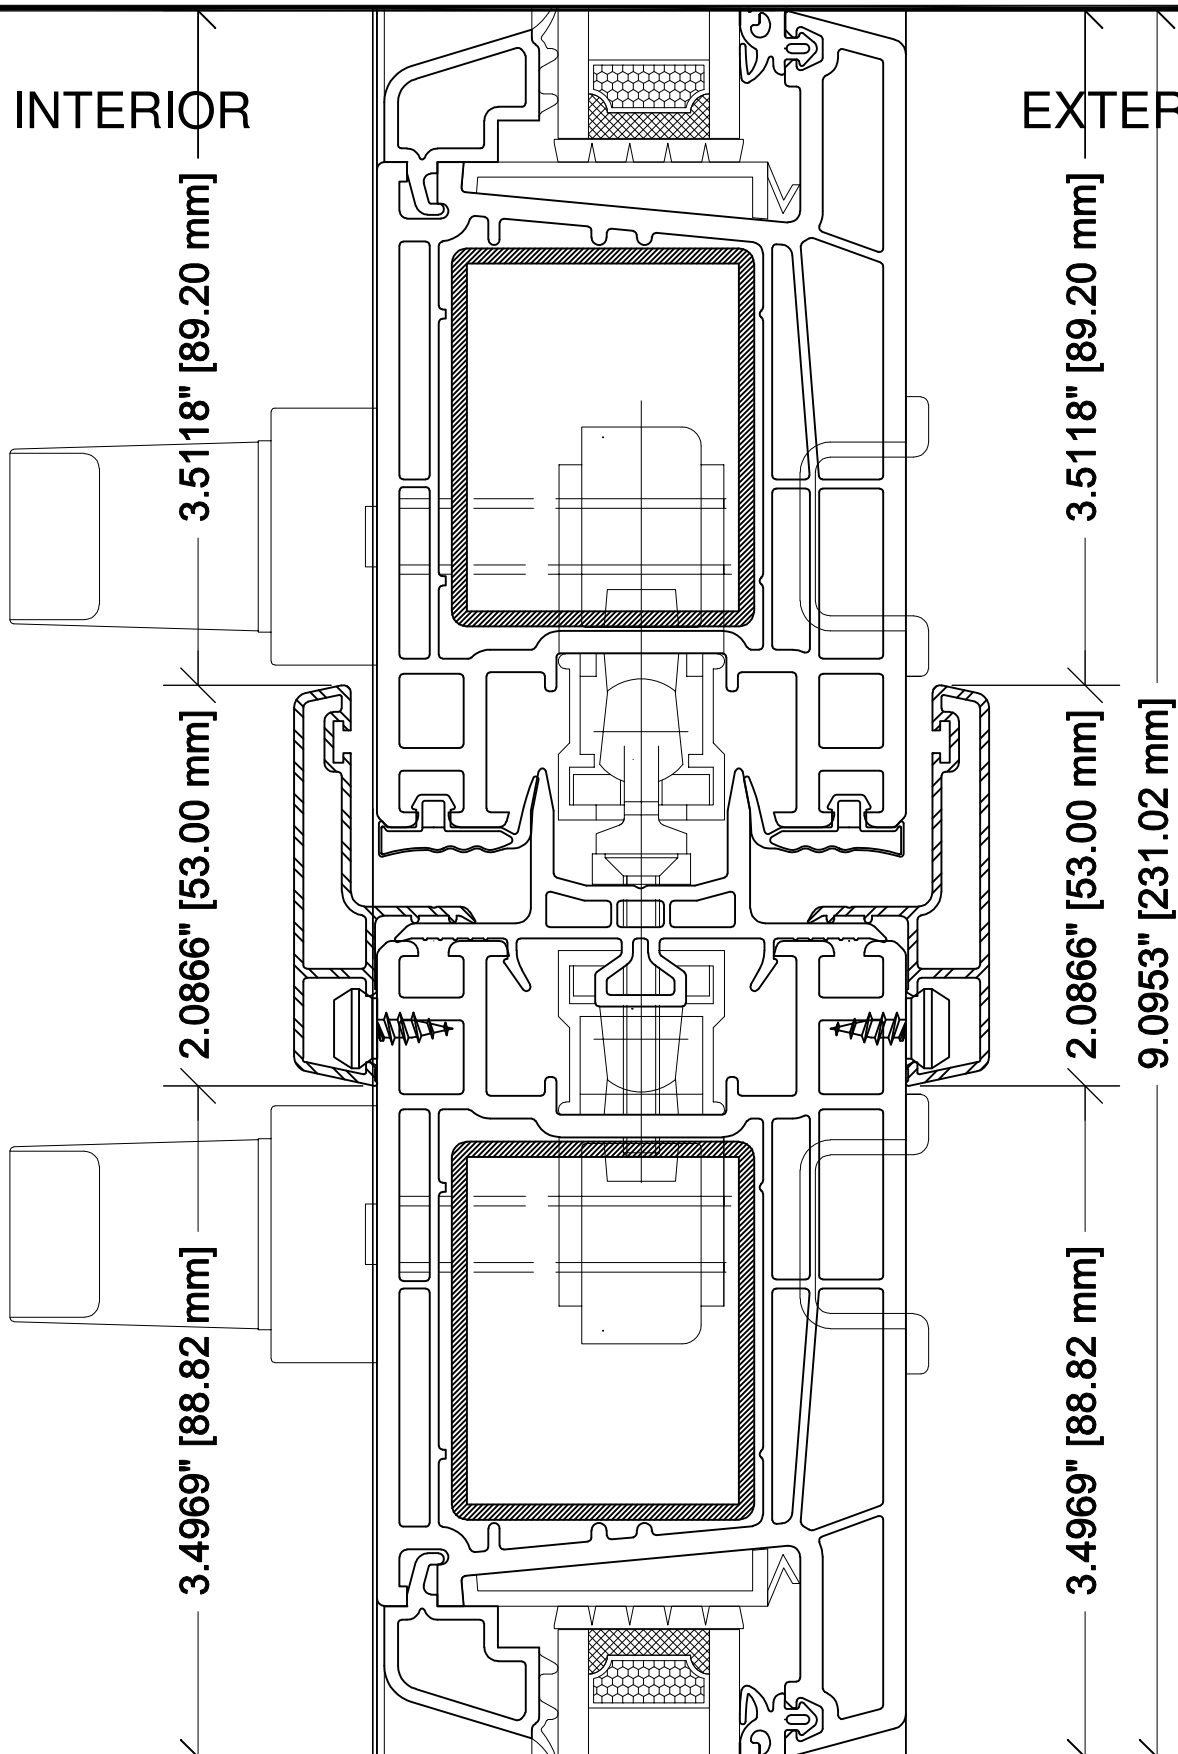 INTERIOR
EXTER
3.5118" [89.20 mm]
3.5118" [89.20 mm]
2.0866" [53.00 mm]
2.0866" [53.00 mm]
9.0953" [231.02 mm]
3.4969" [88.82 mm]
3.4969" [88.82 mm]